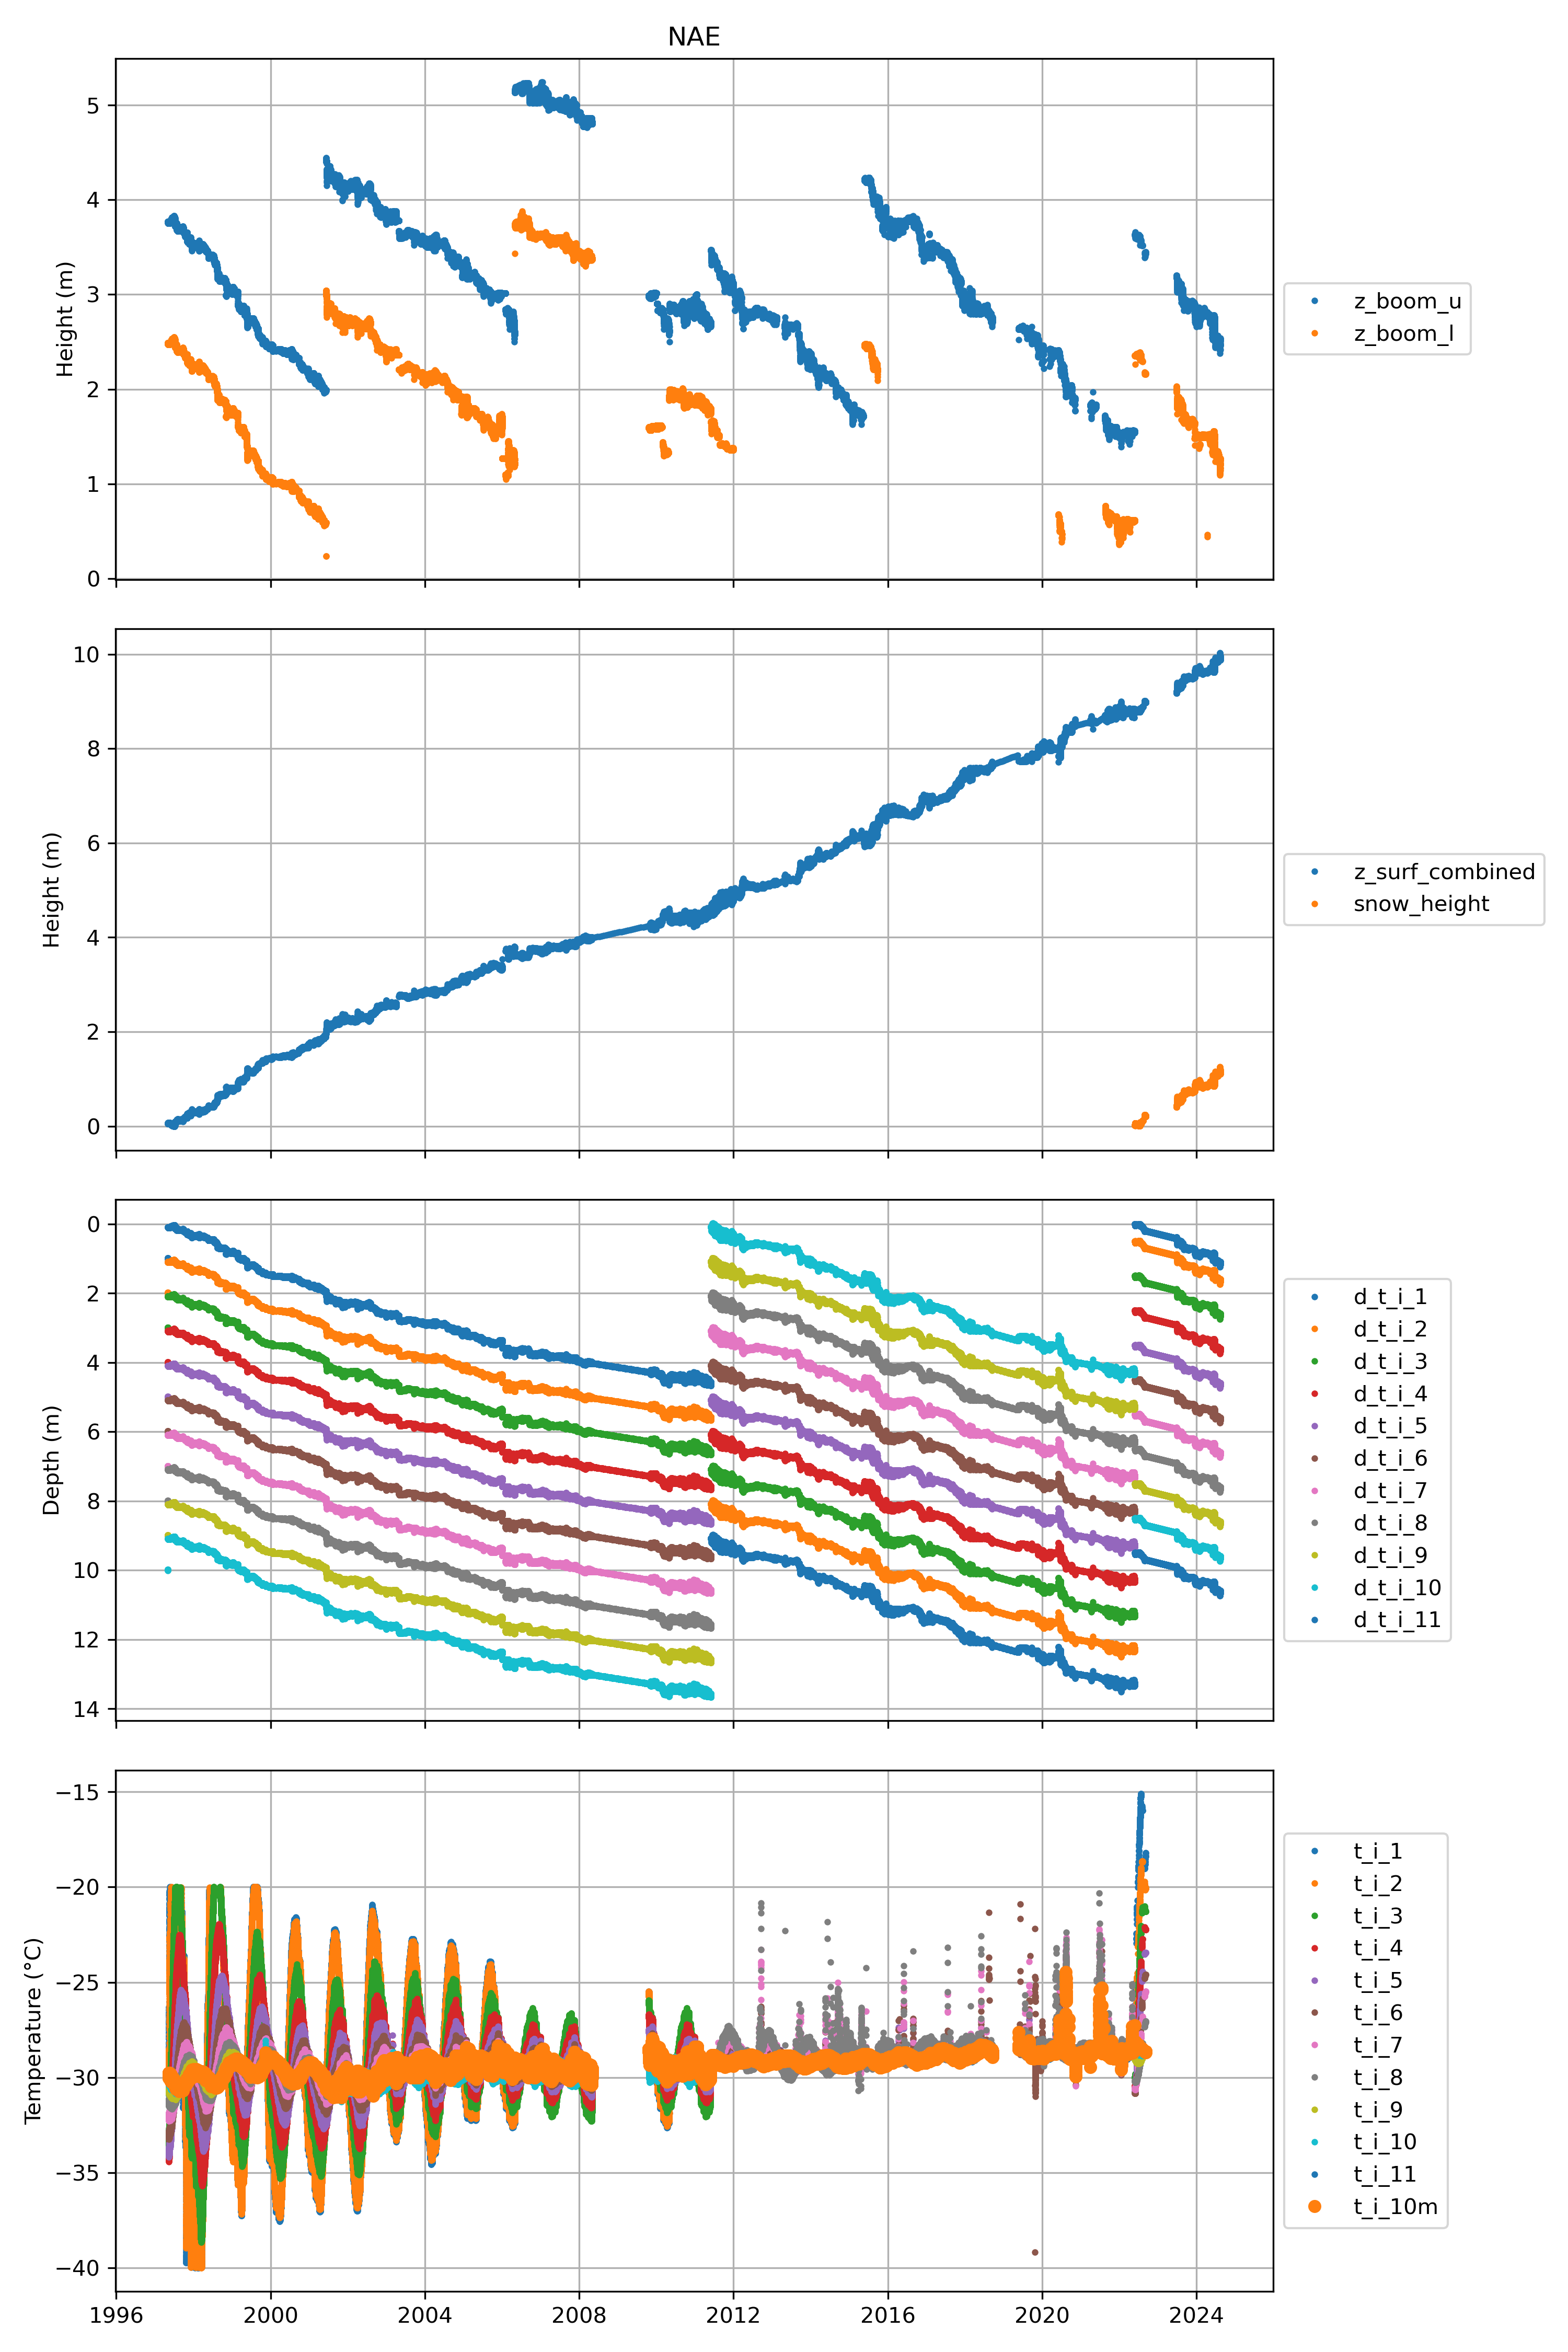 NAE
Height (m)
5
4
3
2
1
0
z_boom_u
z_boom_l
Height (m)
10
8
6
4
2
0
z_surf_combined
snow_height
Depth (m)
0
2
4
6
8
10
12
14
d_t_i_1
d_t_i_2
d_t_i_3
d_t_i_4
d_t_i_5
d_t_i_6
d_t_i_7
d_t_i_8
d_t_i_9
d_t_i_10
d_t_i_11
Temperature (°C)
−15
−20
−25
−30
−35
−40
1996 2000 2004 2008 2012 2016 2020 2024
t_i_1
t_i_2
t_i_3
t_i_4
t_i_5
t_i_6
t_i_7
t_i_8
t_i_9
t_i_10
t_i_11
t_i_10m